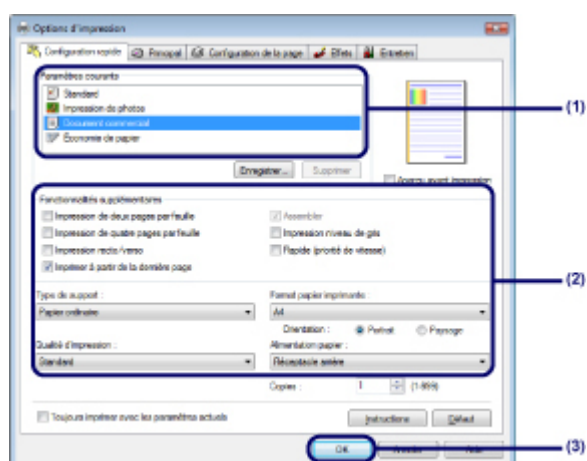 Options d'impression
Configuration rapide Principal Configuration de la page Effets Entretien
Paramètres courants
Standard
Impression de photos
Document commercial
Économie de papier
(1)
Enregistrer... Supprimer
Aperçu avant impression
Fonctionnalités supplémentaires
Impression de deux pages par feuille Assembler
Impression de quatre pages par feuille Impression niveau de gris
Impression recto/verso Rapide (priorité de vitesse)
Imprimer à partir de la dernière page
(2)
Type de support : Format papier imprimante :
Papier ordinaire A4
Orientation : Portrait Paysage
Qualité d'impression : Alimentation papier :
Standard Réceptacle arrière
Copies : 1 (1-999)
Toujours imprimer avec les paramètres actuels Instructions Défaut
OK Annuler Aide
(3)